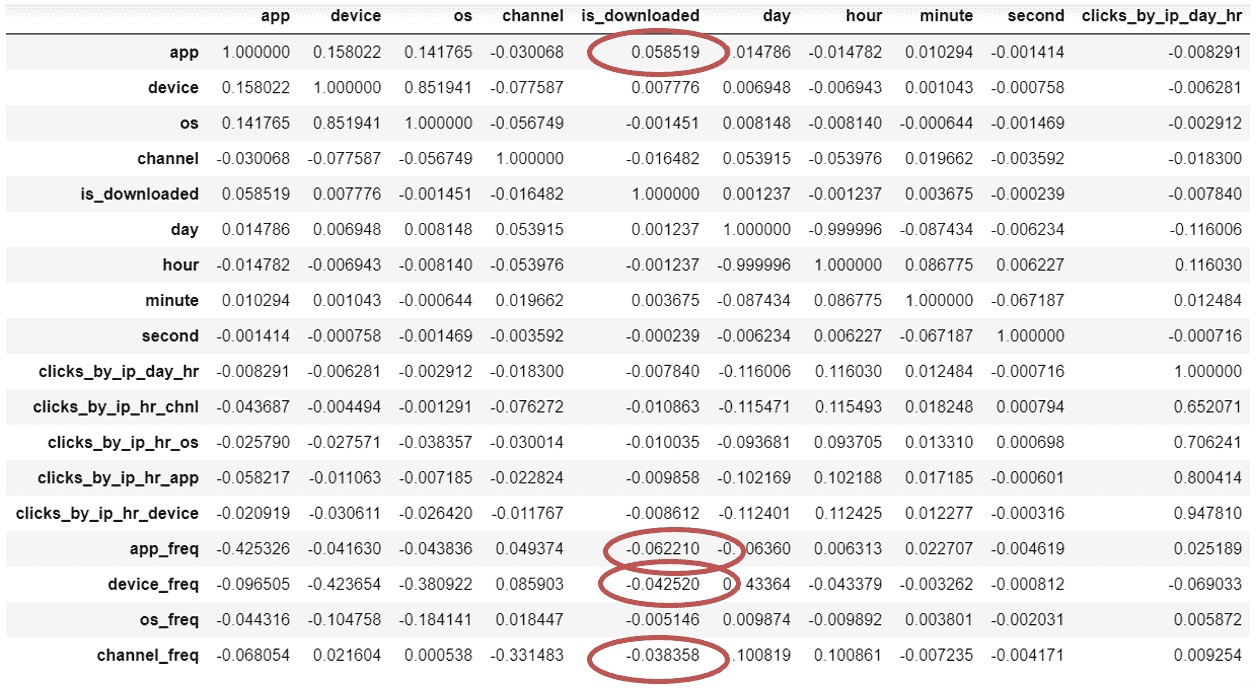 app device os channel is_downloaded day hour minute second clicks_by_ip_day_hr
app 1.000000 0.158022 0.141765 -0.030068 0.058519 .014786 -0.014782 0.010294 -0.001414 -0.008291
device 0.158022 1.000000 0.851941 -0.077587 0.007776 0.006948 -0.006943 0.001043 -0.000758 -0.006281
os 0.141765 0.851941 1.000000 -0.056749 -0.001451 0.008148 -0.008140 -0.000644 -0.001469 -0.002912
channel -0.030068 -0.077587 -0.056749 1.000000 -0.016482 0.053915 -0.053976 0.019662 -0.003592 -0.018300
is_downloaded 0.058519 0.007776 -0.001451 -0.016482 1.000000 0.001237 -0.001237 0.003675 -0.000239 -0.007840
day 0.014786 0.006948 0.008148 0.053915 0.001237 1.000000 -0.999996 -0.087434 -0.006234 -0.116006
hour -0.014782 -0.006943 -0.008140 -0.053976 -0.001237 -0.999996 1.000000 0.086775 0.006227 0.116030
minute 0.010294 0.001043 -0.000644 0.019662 0.003675 -0.087434 0.086775 1.000000 -0.067187 0.012484
second -0.001414 -0.000758 -0.001469 -0.003592 -0.000239 -0.006234 0.006227 -0.067187 1.000000 -0.000716
clicks_by_ip_day_hr -0.008291 -0.006281 -0.002912 -0.018300 -0.007840 -0.116006 0.116030 0.012484 -0.000716 1.000000
clicks_by_ip_hr_chnl -0.043687 -0.004494 -0.001291 -0.076272 -0.010863 -0.115471 0.115493 0.018248 0.000794 0.652071
clicks_by_ip_hr_os -0.025790 -0.027571 -0.038357 -0.030014 -0.010035 -0.093681 0.093705 0.013310 0.000698 0.706241
clicks_by_ip_hr_app -0.058217 -0.011063 -0.007185 -0.022824 -0.009858 -0.102169 0.102188 0.017185 -0.000601 0.800414
clicks_by_ip_hr_device -0.020919 -0.030611 -0.026420 -0.011767 -0.008612 -0.112401 0.112425 0.012277 -0.000316 0.947810
app_freq -0.425326 -0.041630 -0.043836 0.049374 -0.062210 -0. 06360 0.006313 0.022707 -0.004619 0.025189
device_freq -0.096505 -0.423654 -0.380922 0.085903 -0.042520 0. 43364 -0.043379 -0.003262 -0.000812 -0.069033
os_freq -0.044316 -0.104758 -0.184141 0.018447 -0.005146 0.009874 -0.009892 0.003801 -0.002031 0.005872
channel_freq -0.068054 0.021604 0.000538 -0.331483 -0.038358 .100819 0.100861 -0.007235 -0.004171 0.009254